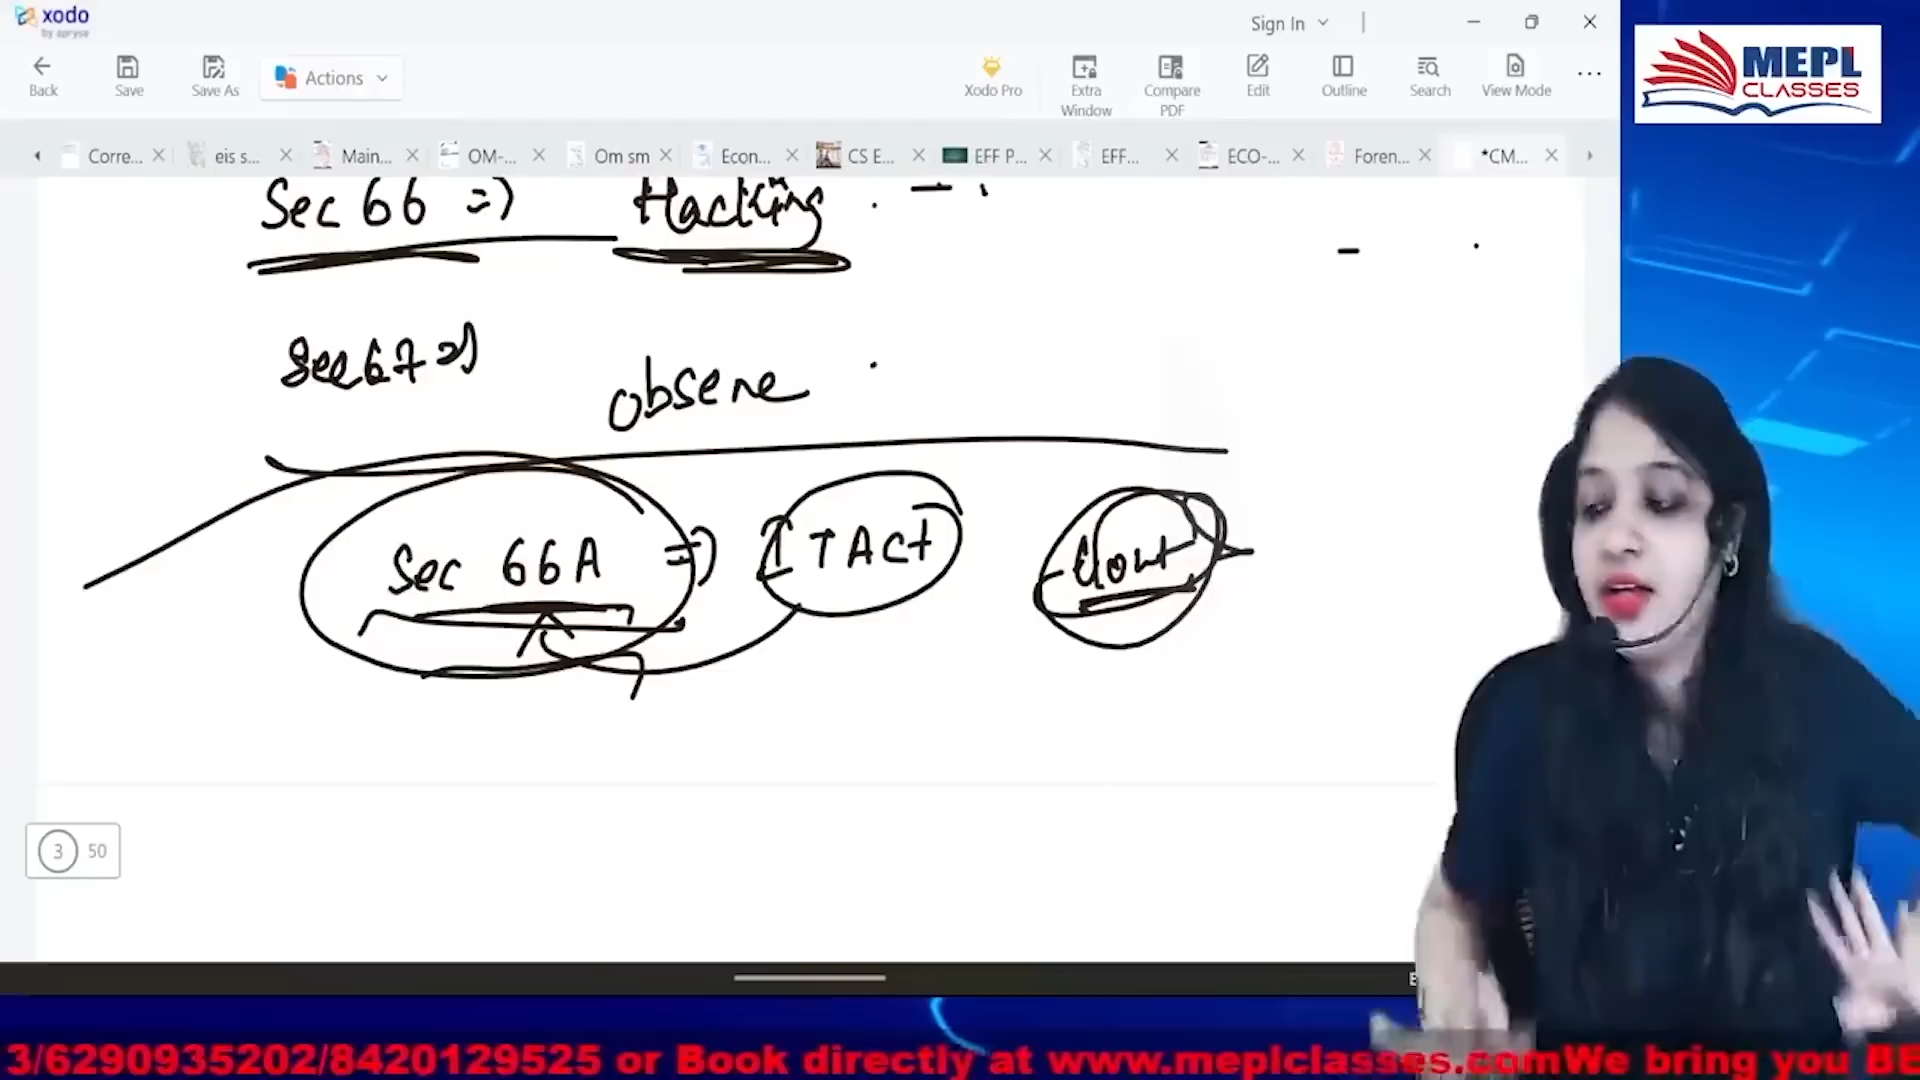 xodo
by apryse
Sign In
Back
Save
Save As
Actions
Xodo Pro
Extra Window
Compare PDF
Edit
Outline
Search
View Mode
Corre...
eis s...
Main...
OM-...
Om sm
Econ...
CS E...
EFF P...
EFF...
ECO-...
Foren...
*CM...
MEPL
CLASSES
Sec 66 => Hacking
Sec 67 =>
obsene
Sec 66A => IT Act
3 50
3/6290935202/8420129525 or Book directly at www.meplclasses.comWe bring you BE